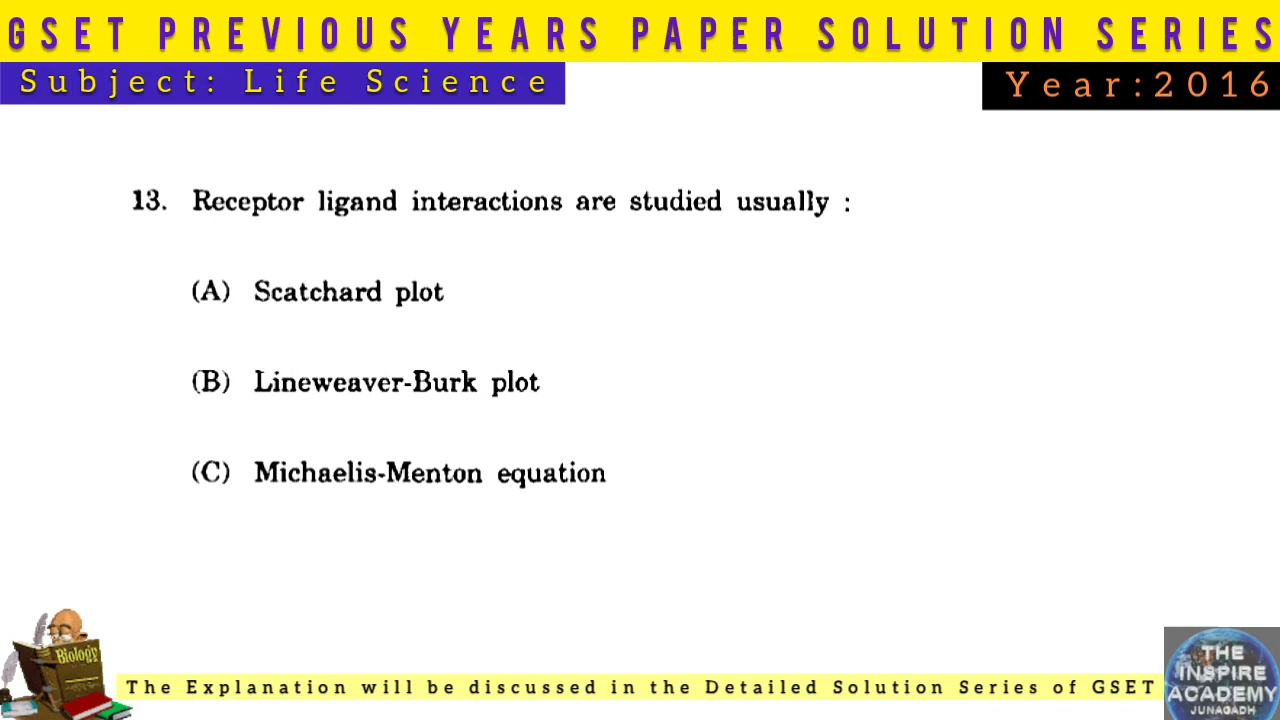 GSET PREVIOUS YEARS PAPER SOLUTION SERIES
Subject: Life Science
Year:2016
13. Receptor ligand interactions are studied usually :
(A) Scatchard plot
(B) Lineweaver-Burk plot
(C) Michaelis-Menton equation
Biology
The Explanation will be discussed in the Detailed Solution Series of GSET
THE
INSPIRE
ACADEMY
JUNAGADH